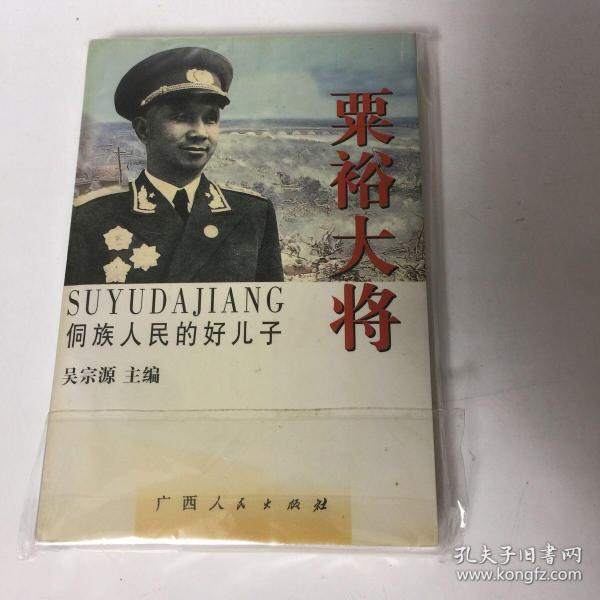 粟裕大将
SUYUDAJIANG
侗族人民的好儿子
吴宗源 主编
广西人民出版社
孔夫子旧书网
www.kongfz.com